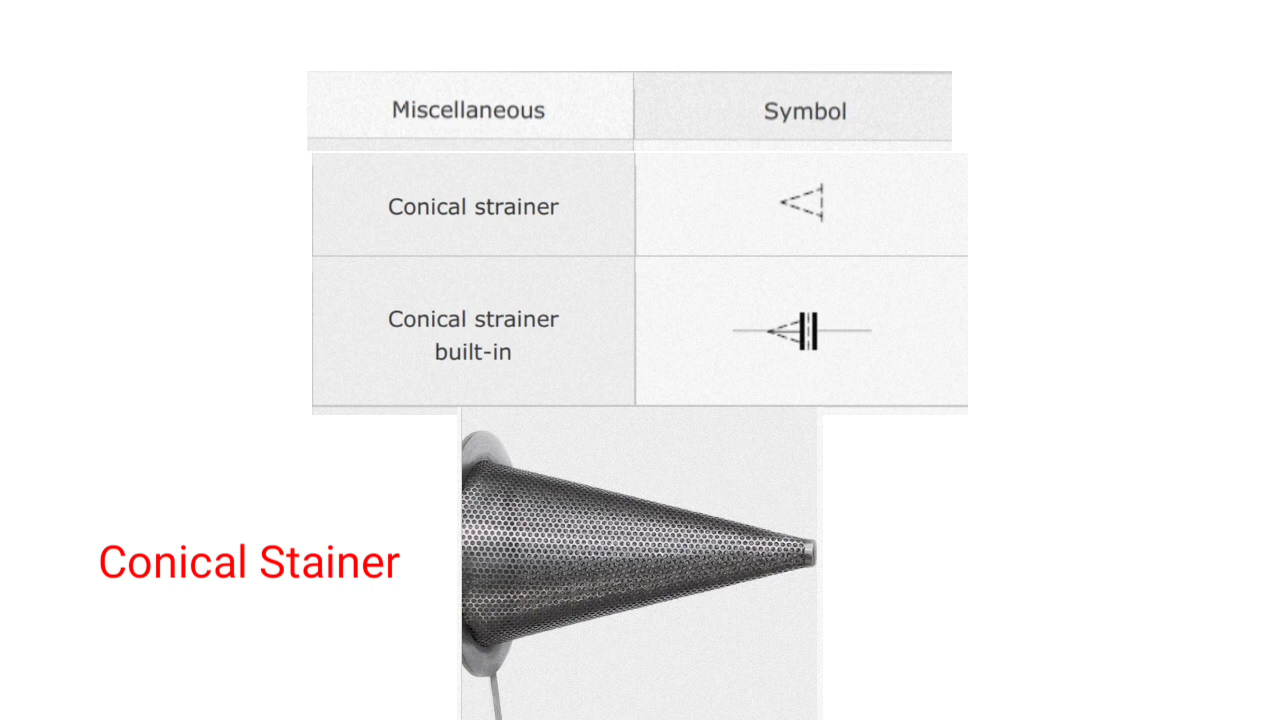 Miscellaneous Symbol
Conical strainer
Conical strainer
built-in
Conical Stainer